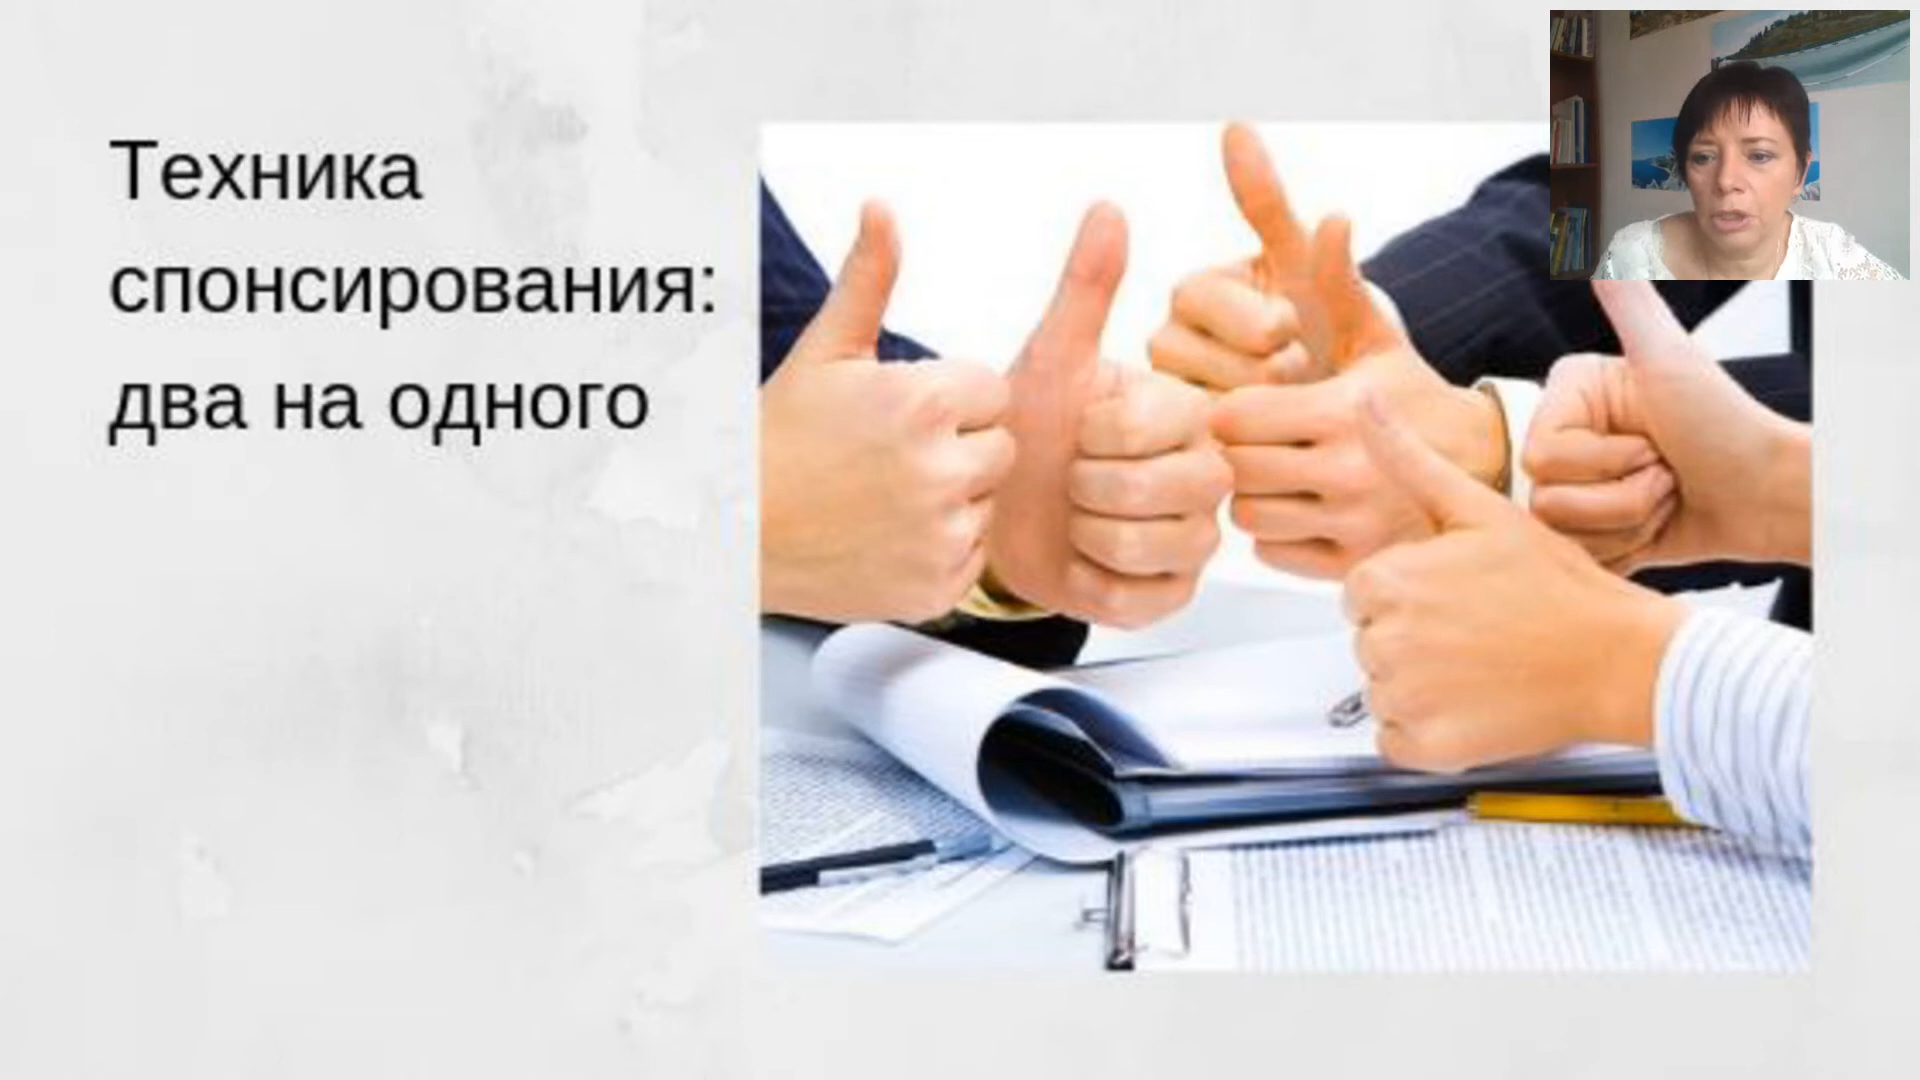 Техника
спонсирования:
два на одного